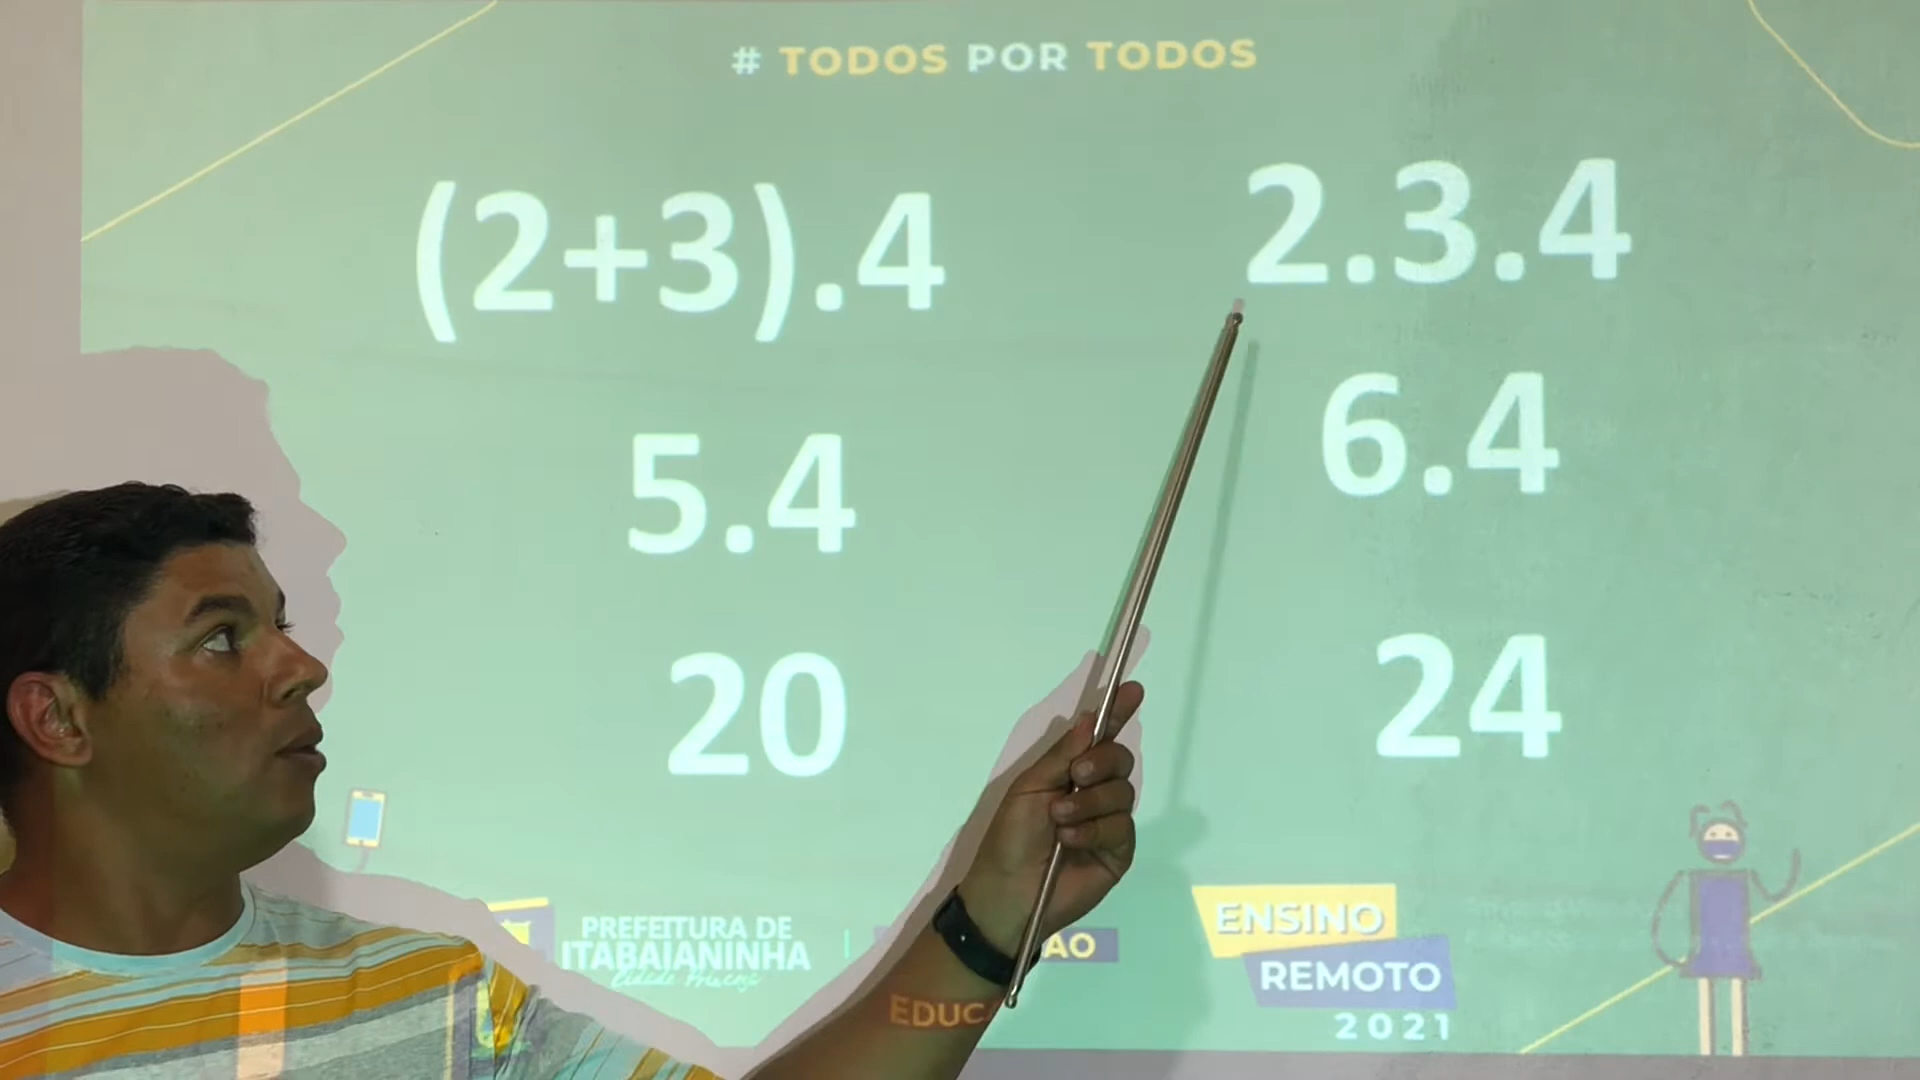 # TODOS POR TODOS
(2+3).4
5.4
20
2.3.4
6.4
24
PREFEITURA DE
ITABAIANINHA
ENSINO
REMOTO
2021